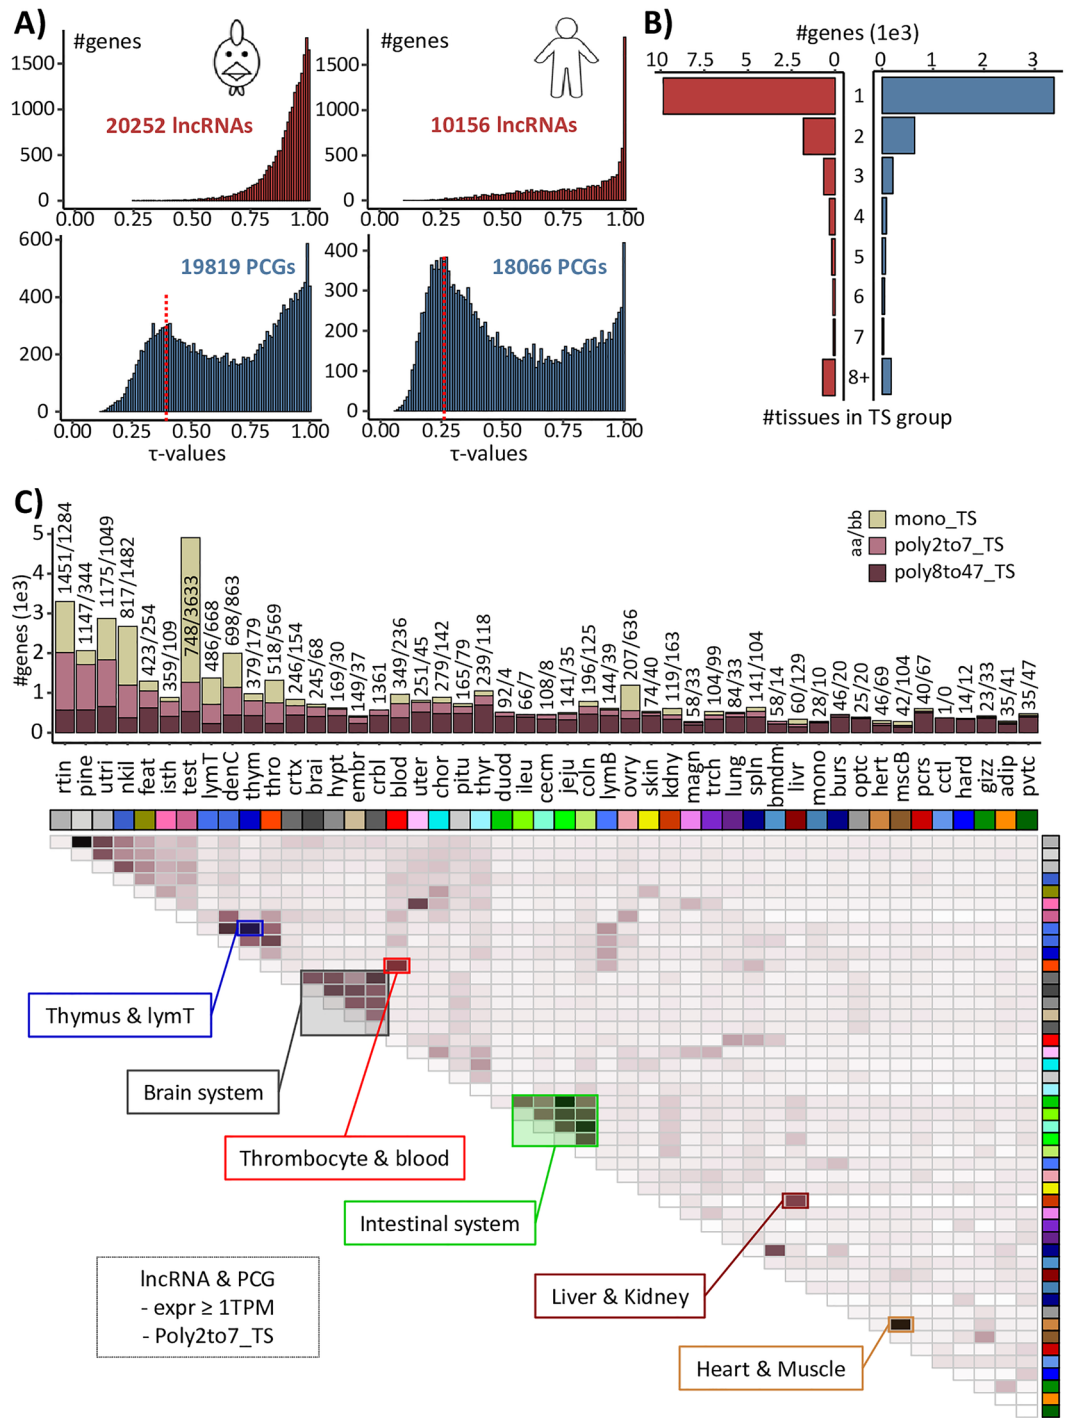 A)
#genes
#genes
1500
1000
500
0
20252 lncRNAs
0.00 0.25 0.50 0.75 1.00
1500
1000
500
0
10156 lncRNAs
0.00 0.25 0.50 0.75 1.00
600
400
200
0
19819 PCGs
0.00 0.25 0.50 0.75 1.00
τ-values
400
300
200
100
0
18066 PCGs
0.00 0.25 0.50 0.75 1.00
τ-values
B)
#genes (1e3)
10 7.5 5 2.5 0
0 1 2 3
1
2
3
4
5
6
7
8+
#tissues in TS group
C)
#genes (1e3)
5
4
3
2
1
0
aa/bb
mono_TS
poly2to7_TS
poly8to47_TS
1451/1284
1147/344
1175/1049
817/1482
423/254
359/109
748/3633
486/668
698/863
379/179
518/569
246/154
245/68
169/30
149/37
1361
349/236
251/45
279/142
165/79
239/118
92/4
66/7
108/8
141/35
196/125
144/39
207/636
74/40
119/163
58/33
104/99
84/33
141/104
58/14
60/129
28/10
46/20
25/20
46/69
42/104
40/67
1/0
14/12
23/33
35/41
35/47
rtin
pine
utri
nkil
feat
isth
test
lymT
denC
thym
thro
crtx
brai
hypt
embr
crbl
blod
uter
chor
pitu
thyr
duod
ileu
cecm
jeju
coln
lymB
ovry
skin
kdny
magn
trch
lung
spln
bmdm
livr
mono
burs
optc
hert
mscB
pcrs
cctl
hard
gizz
adip
pvtc
Thymus & lymT
Brain system
Thrombocyte & blood
Intestinal system
Liver & Kidney
Heart & Muscle
lncRNA & PCG
- expr ≥ 1TPM
- Poly2to7_TS